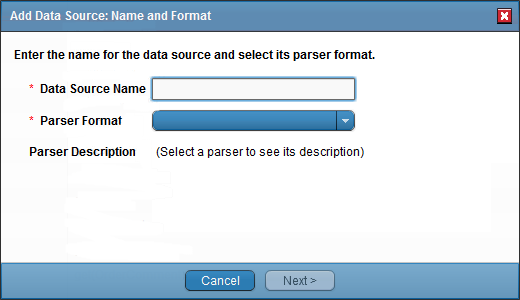 Add Data Source: Name and Format
Enter the name for the data source and select its parser format.
* Data Source Name
* Parser Format
Parser Description (Select a parser to see its description)
Cancel Next >